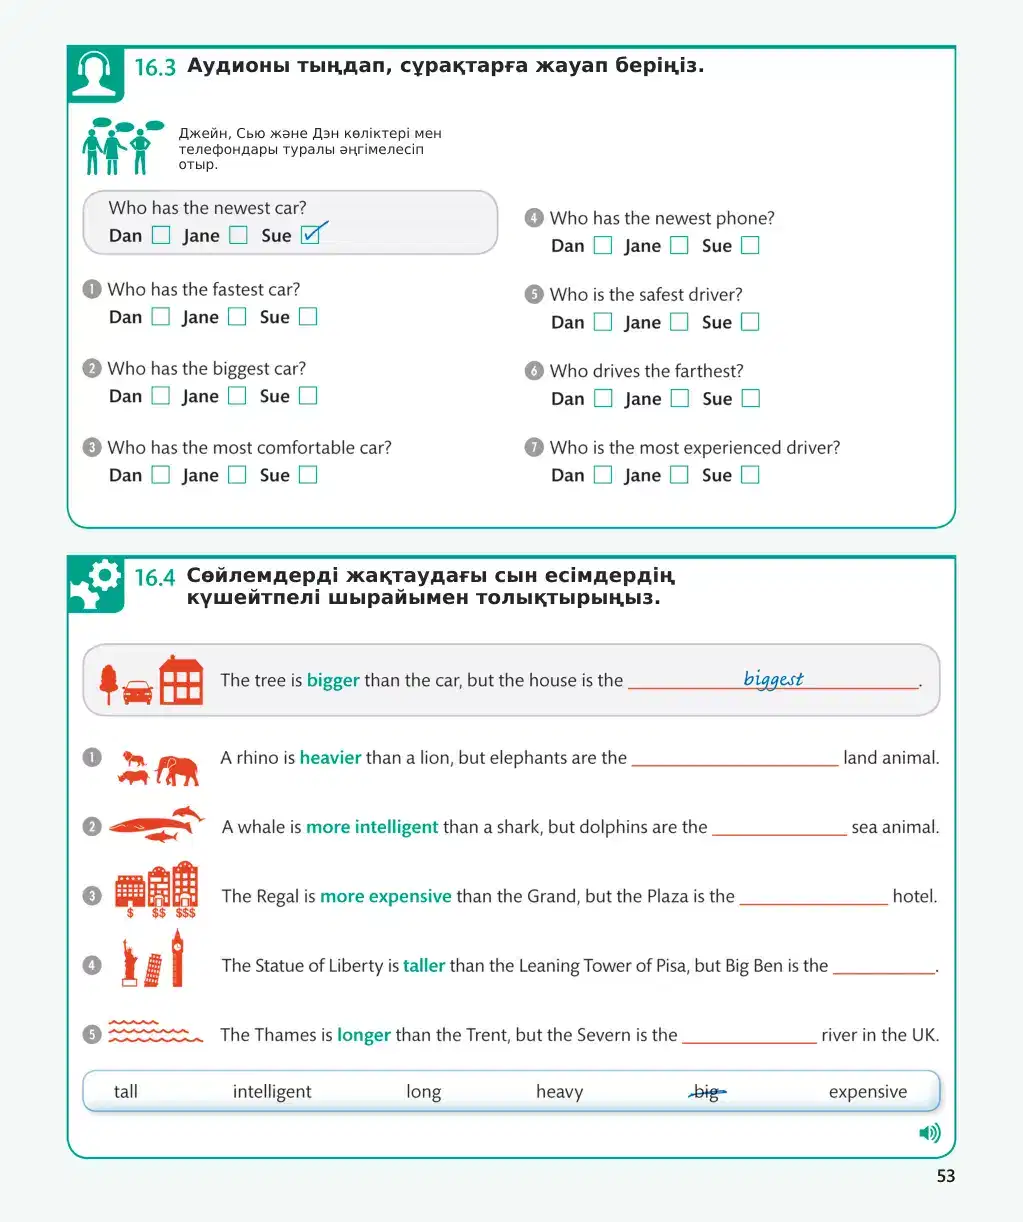 16.3 Аудионы тыңдап, сұрақтарға жауап беріңіз.
Джейн, Сью және Дэн көліктері мен
телефондары туралы әңгімелесіп
отыр.
Who has the newest car?
Dan Jane Sue ✓
1 Who has the fastest car?
Dan Jane Sue
2 Who has the biggest car?
Dan Jane Sue
3 Who has the most comfortable car?
Dan Jane Sue
4 Who has the newest phone?
Dan Jane Sue
5 Who is the safest driver?
Dan Jane Sue
6 Who drives the farthest?
Dan Jane Sue
7 Who is the most experienced driver?
Dan Jane Sue
16.4 Сөйлемдерді жақтаудағы сын есімдердің
күшейтпелі шырайымен толықтырыңыз.
The tree is bigger than the car, but the house is the biggest.
1 A rhino is heavier than a lion, but elephants are the ____ land animal.
2 A whale is more intelligent than a shark, but dolphins are the ____ sea animal.
3 $ $$ $$$ The Regal is more expensive than the Grand, but the Plaza is the ____ hotel.
4 The Statue of Liberty is taller than the Leaning Tower of Pisa, but Big Ben is the ____.
5 The Thames is longer than the Trent, but the Severn is the ____ river in the UK.
tall intelligent long heavy big expensive
53